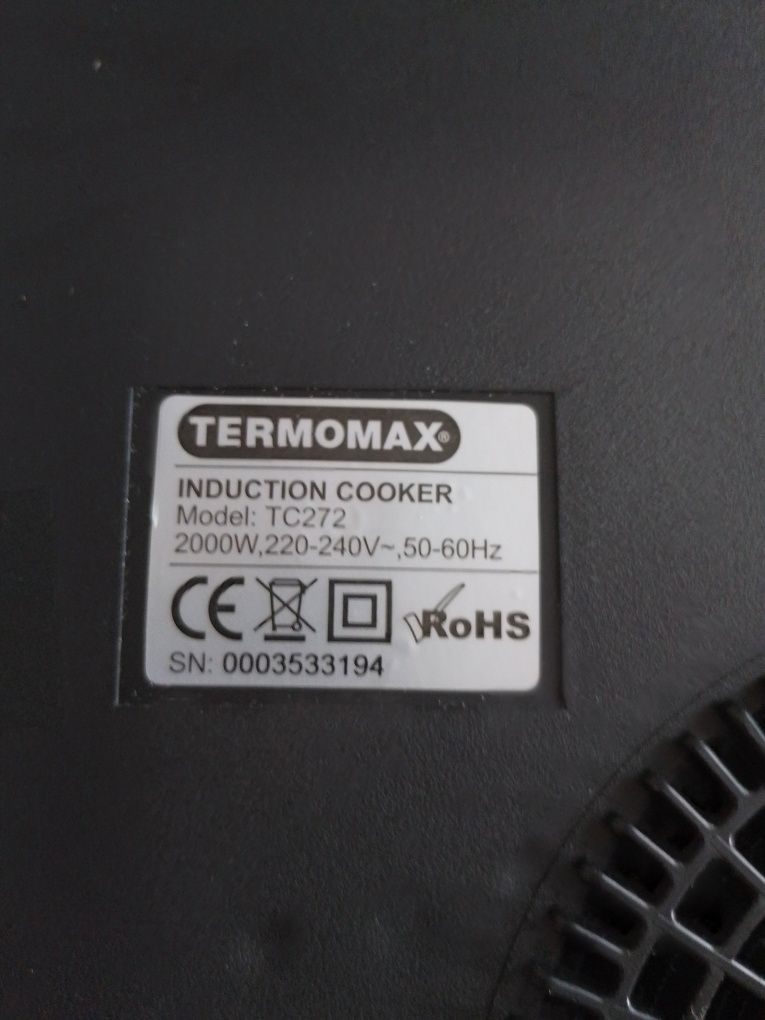 TERMOMAX®
INDUCTION COOKER
Model: TC272
2000W,220-240V~,50-60Hz
CE RoHS
SN: 0003533194